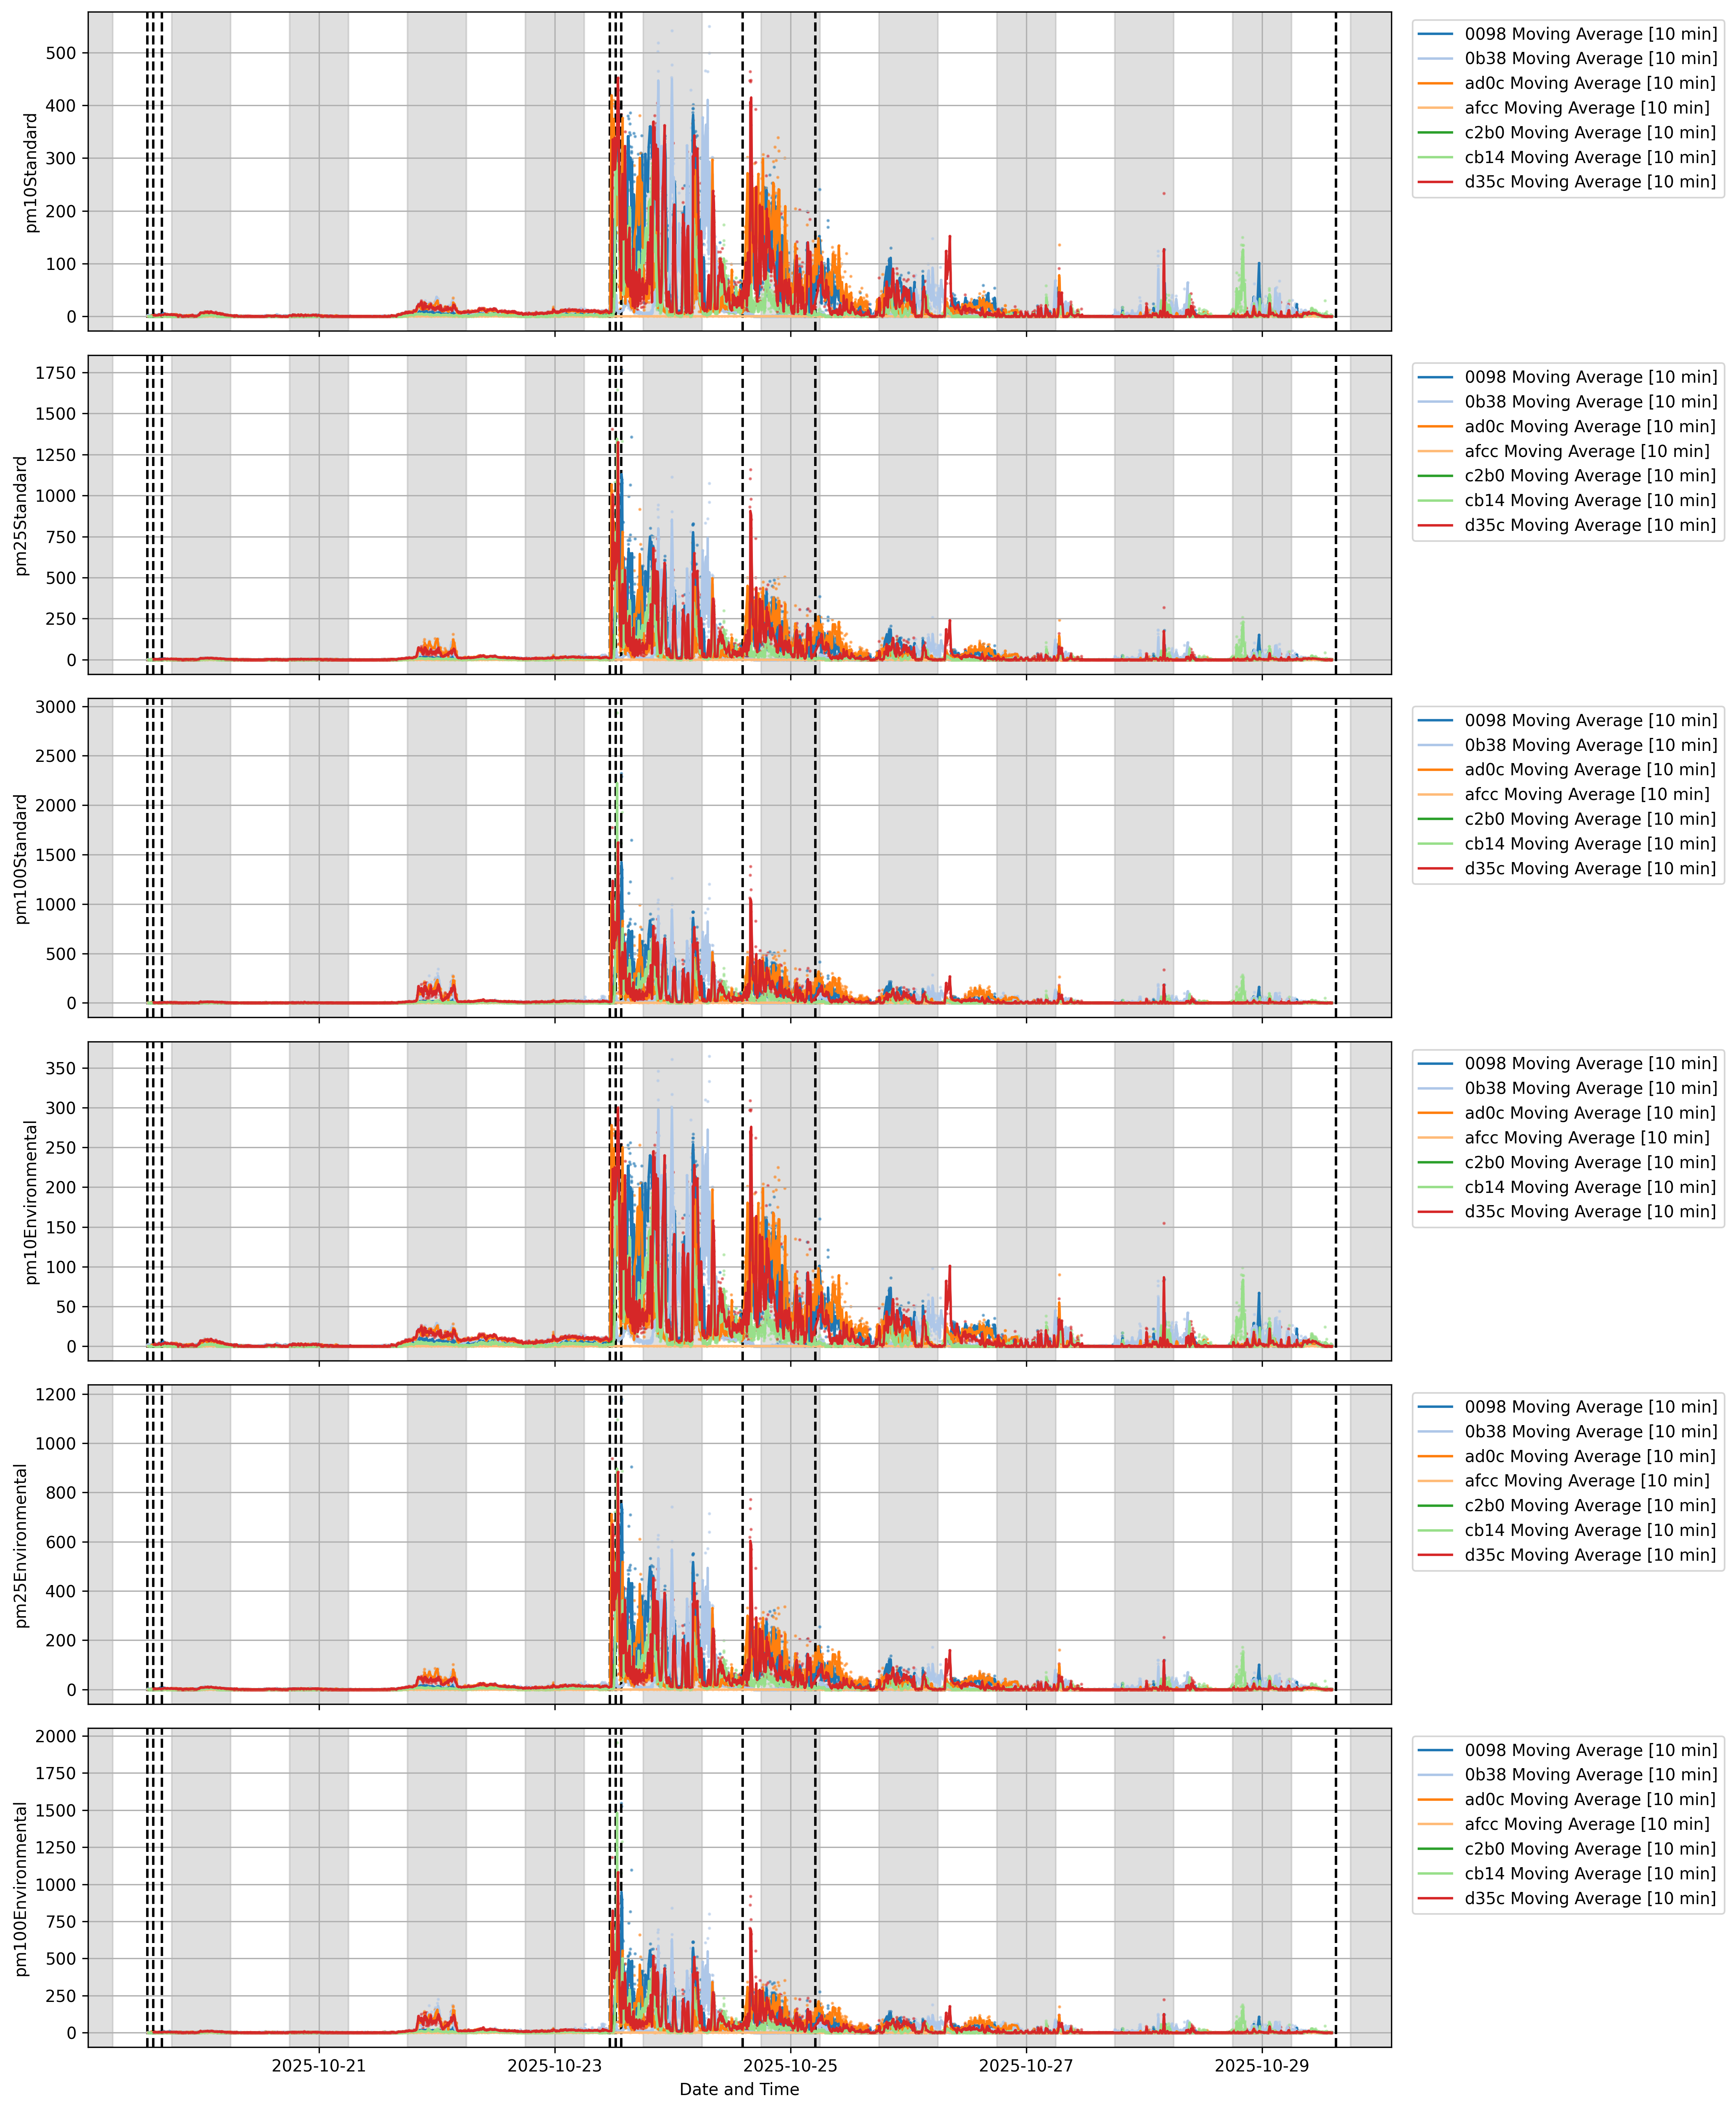 pm10Standard
500
400
300
200
100
0
0098 Moving Average [10 min]
0b38 Moving Average [10 min]
ad0c Moving Average [10 min]
afcc Moving Average [10 min]
c2b0 Moving Average [10 min]
cb14 Moving Average [10 min]
d35c Moving Average [10 min]
pm25Standard
1750
1500
1250
1000
750
500
250
0
0098 Moving Average [10 min]
0b38 Moving Average [10 min]
ad0c Moving Average [10 min]
afcc Moving Average [10 min]
c2b0 Moving Average [10 min]
cb14 Moving Average [10 min]
d35c Moving Average [10 min]
pm100Standard
3000
2500
2000
1500
1000
500
0
0098 Moving Average [10 min]
0b38 Moving Average [10 min]
ad0c Moving Average [10 min]
afcc Moving Average [10 min]
c2b0 Moving Average [10 min]
cb14 Moving Average [10 min]
d35c Moving Average [10 min]
pm10Environmental
350
300
250
200
150
100
50
0
0098 Moving Average [10 min]
0b38 Moving Average [10 min]
ad0c Moving Average [10 min]
afcc Moving Average [10 min]
c2b0 Moving Average [10 min]
cb14 Moving Average [10 min]
d35c Moving Average [10 min]
pm25Environmental
1200
1000
800
600
400
200
0
0098 Moving Average [10 min]
0b38 Moving Average [10 min]
ad0c Moving Average [10 min]
afcc Moving Average [10 min]
c2b0 Moving Average [10 min]
cb14 Moving Average [10 min]
d35c Moving Average [10 min]
pm100Environmental
2000
1750
1500
1250
1000
750
500
250
0
0098 Moving Average [10 min]
0b38 Moving Average [10 min]
ad0c Moving Average [10 min]
afcc Moving Average [10 min]
c2b0 Moving Average [10 min]
cb14 Moving Average [10 min]
d35c Moving Average [10 min]
2025-10-21 2025-10-23 2025-10-25 2025-10-27 2025-10-29
Date and Time